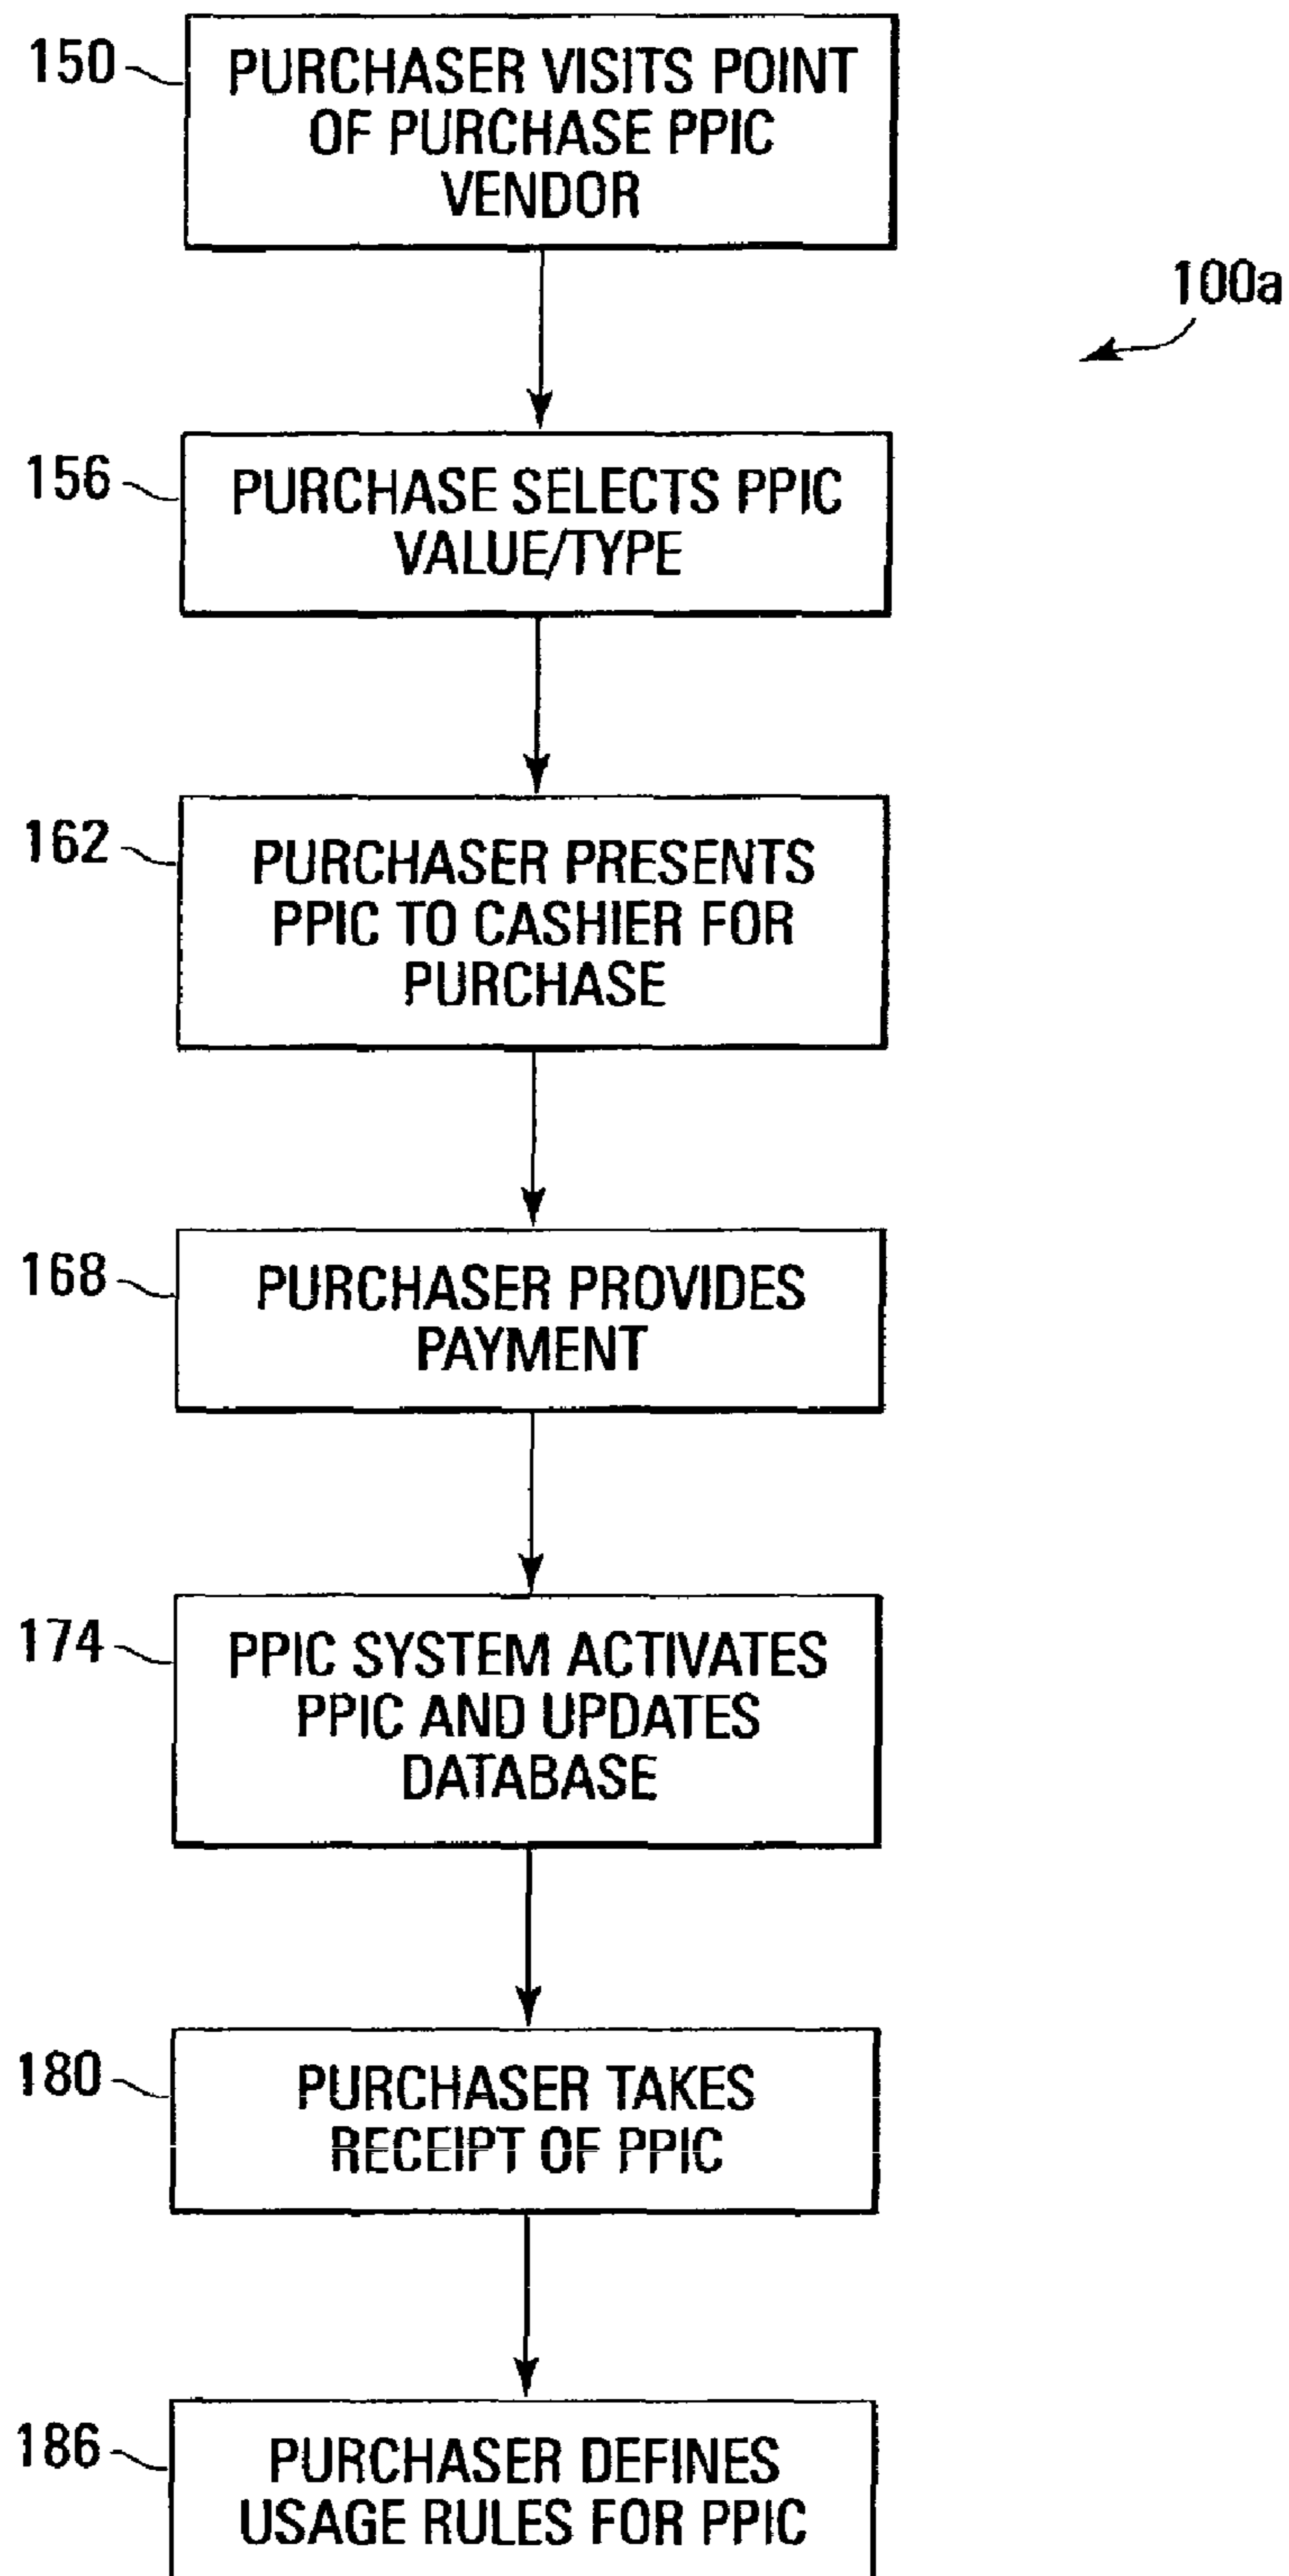 150
PURCHASER VISITS POINT
OF PURCHASE PPIC
VENDOR
100a
156
PURCHASE SELECTS PPIC
VALUE/TYPE
162
PURCHASER PRESENTS
PPIC TO CASHIER FOR
PURCHASE
168
PURCHASER PROVIDES
PAYMENT
174
PPIC SYSTEM ACTIVATES
PPIC AND UPDATES
DATABASE
180
PURCHASER TAKES
RECEIPT OF PPIC
186
PURCHASER DEFINES
USAGE RULES FOR PPIC